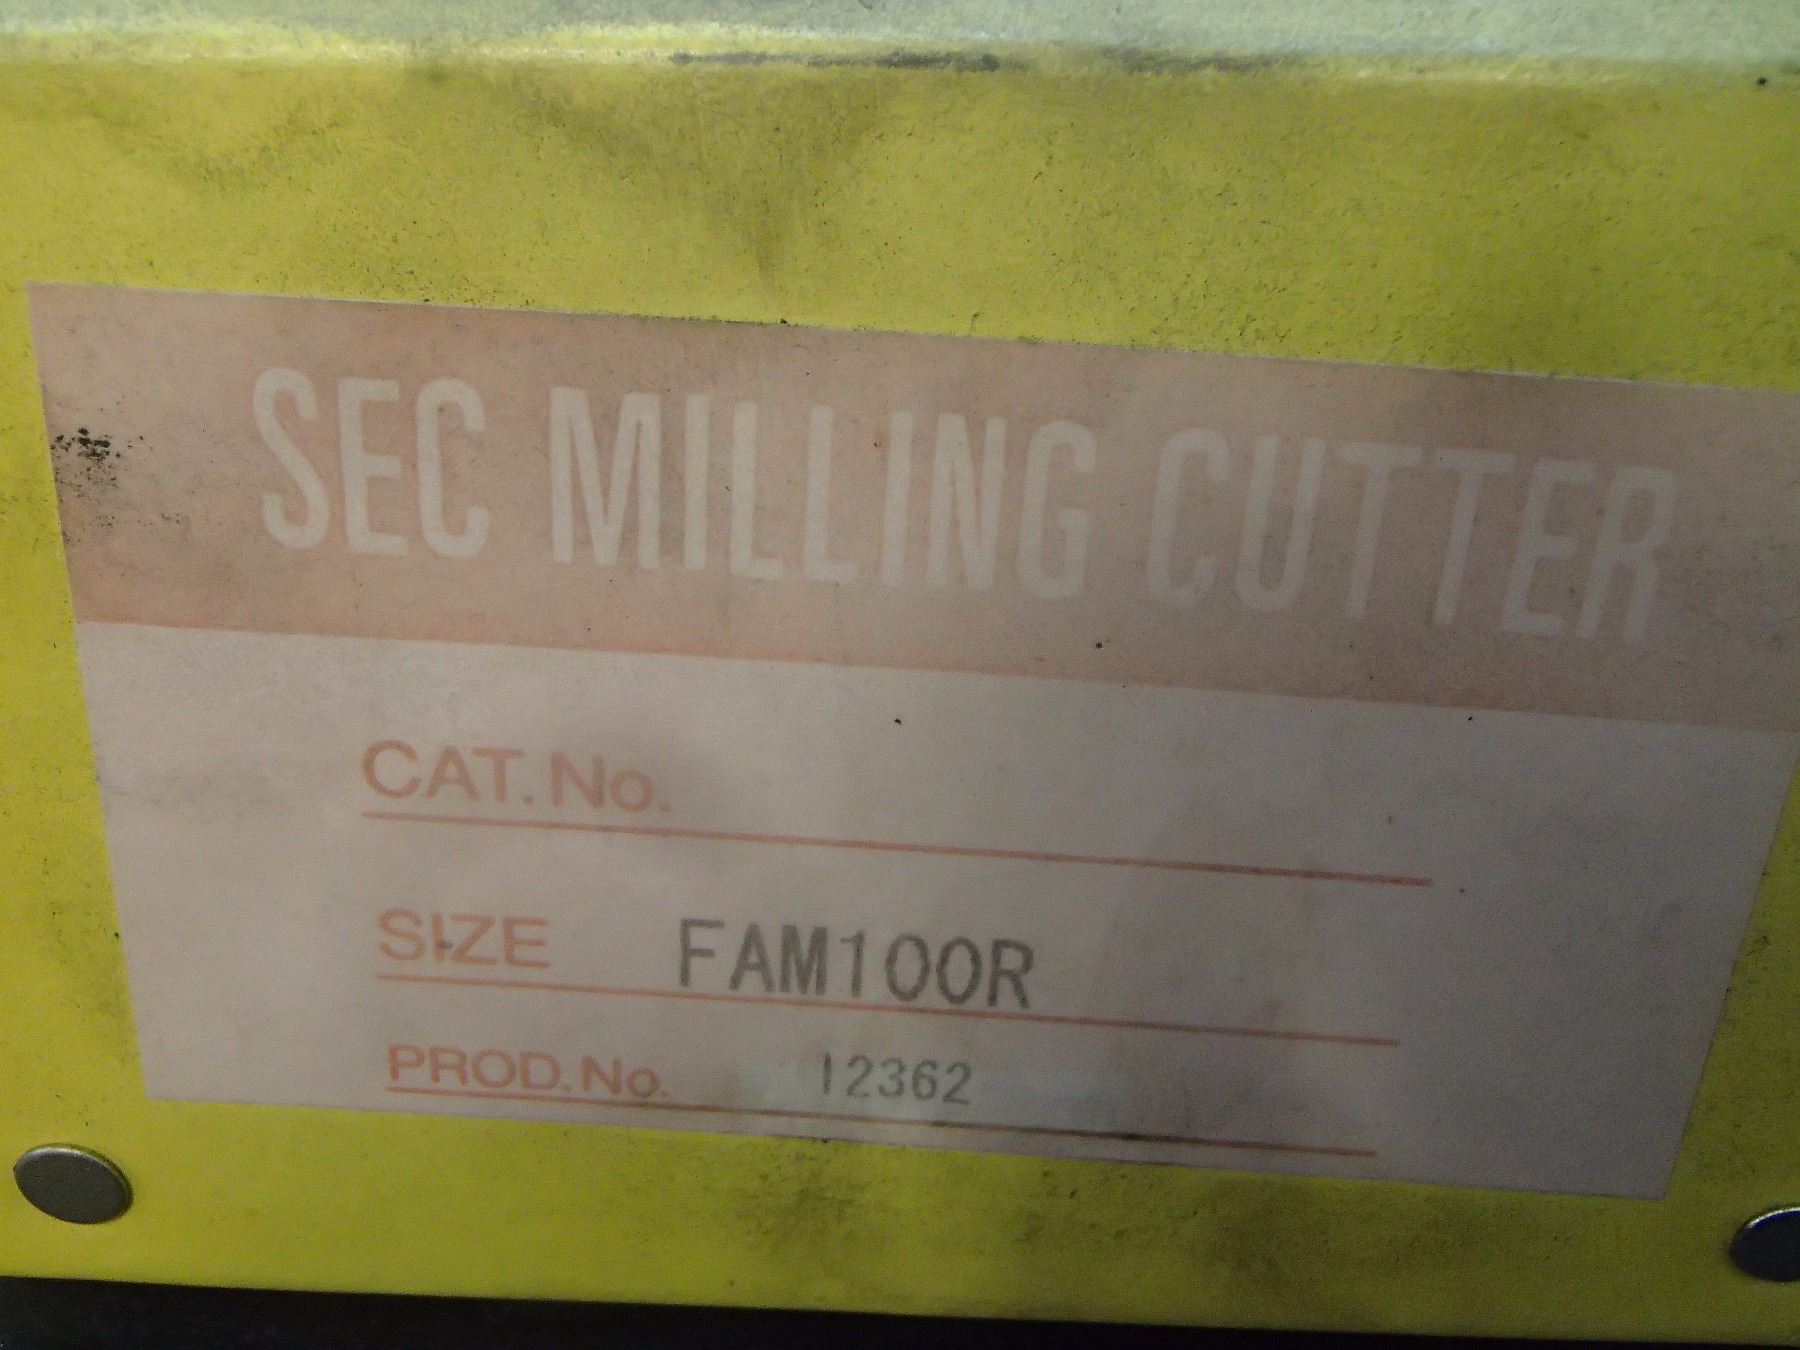 SEC MILLING CUTTER
CAT. No.
SIZE FAM100R
PROD. No. 12362